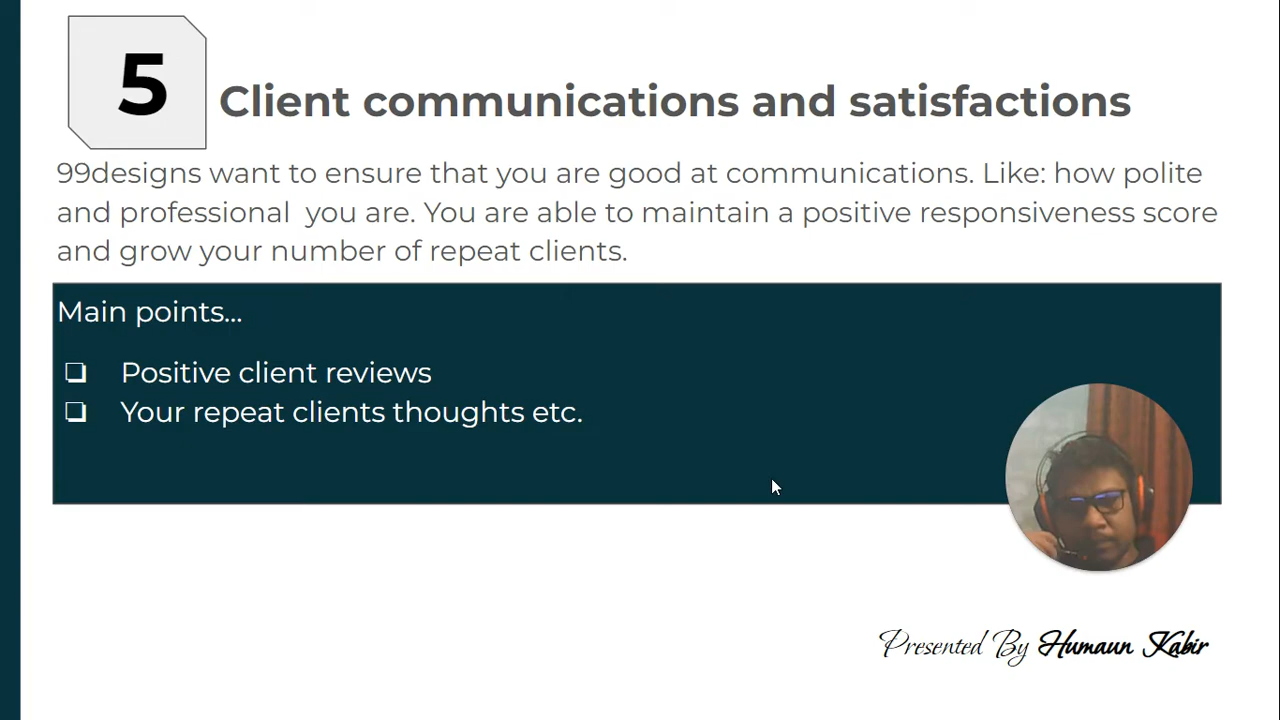 5
Client communications and satisfactions
99designs want to ensure that you are good at communications. Like: how polite
and professional  you are. You are able to maintain a positive responsiveness score
and grow your number of repeat clients.
Main points...
❏ Positive client reviews
❏ Your repeat clients thoughts etc.
Presented By Humaun Kabir